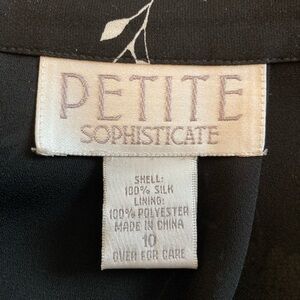 PETITE
SOPHISTICATE
SHELL:
100% SILK
LINING:
100% POLYESTER
MADE IN CHINA
10
OVER FOR CARE